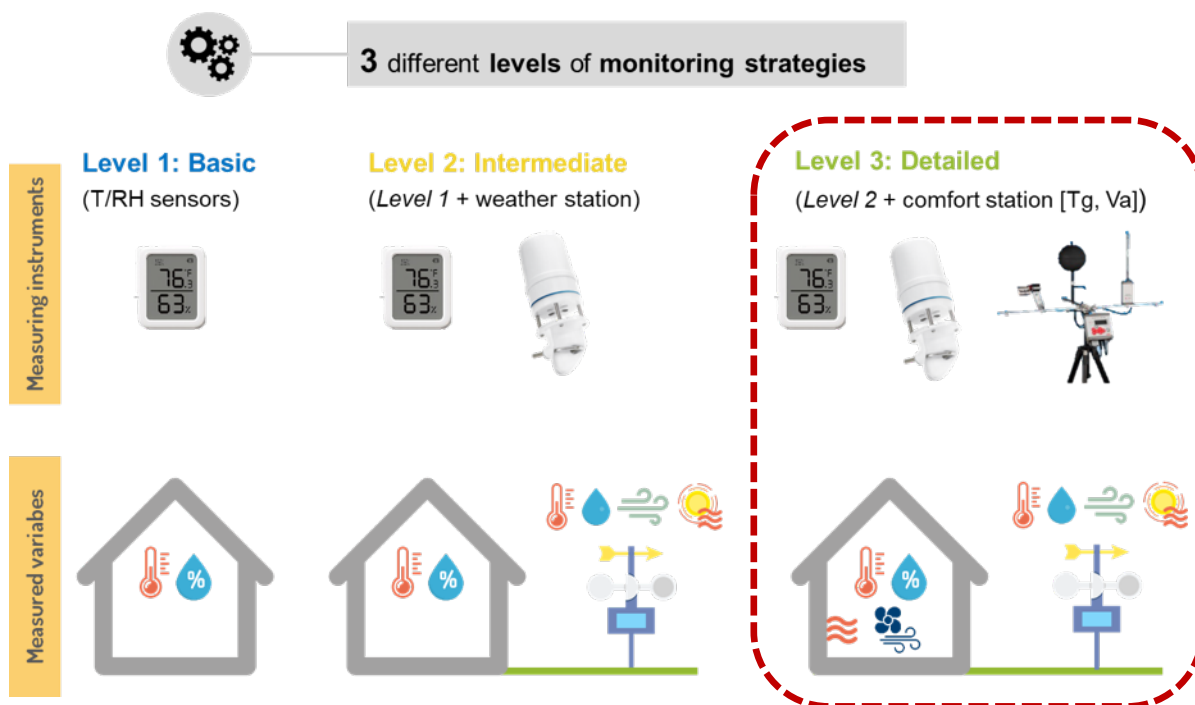 3 different levels of monitoring strategies
Level 1: Basic
(T/RH sensors)
Level 2: Intermediate
(Level 1 + weather station)
Level 3: Detailed
(Level 2 + comfort station [Tg, Va])
Measuring instruments
76.3 °F
63%
76.3 °F
63%
76.3 °F
63%
Measured variabes
%
%
%